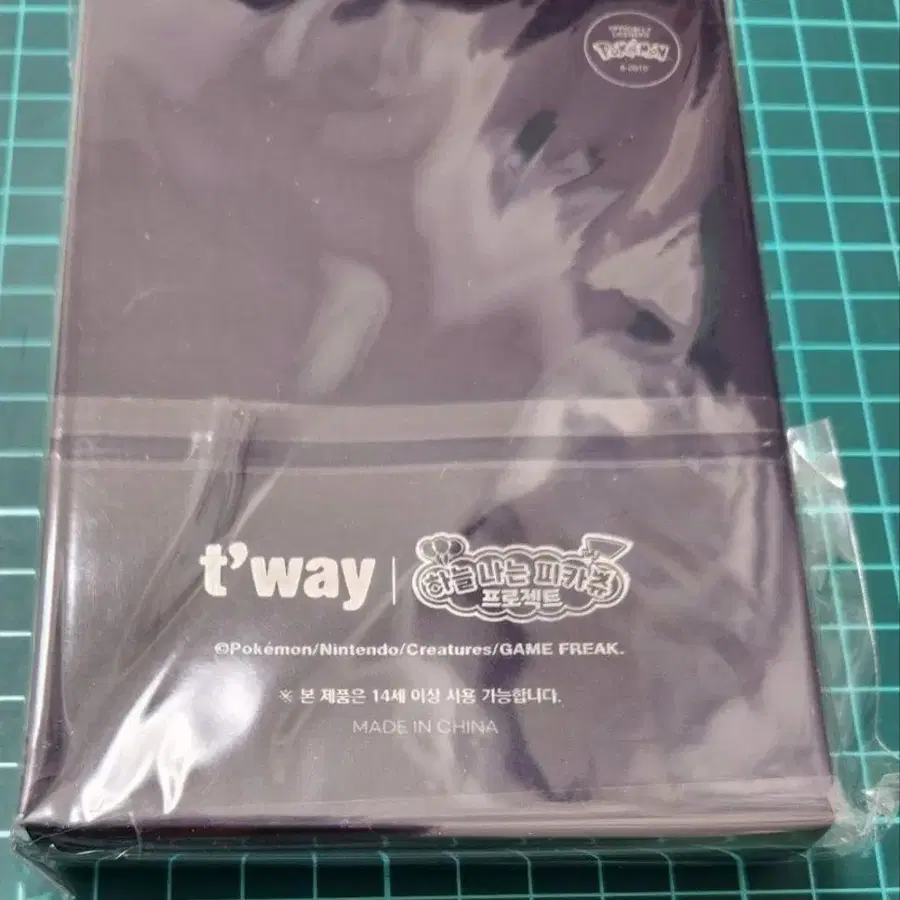 POKéMON
t'way
하늘 나는 피카츄
프로젝트
©Pokémon/Nintendo/Creatures/GAME FREAK.
※ 본 제품은 14세 이상 사용 가능합니다.
MADE IN CHINA